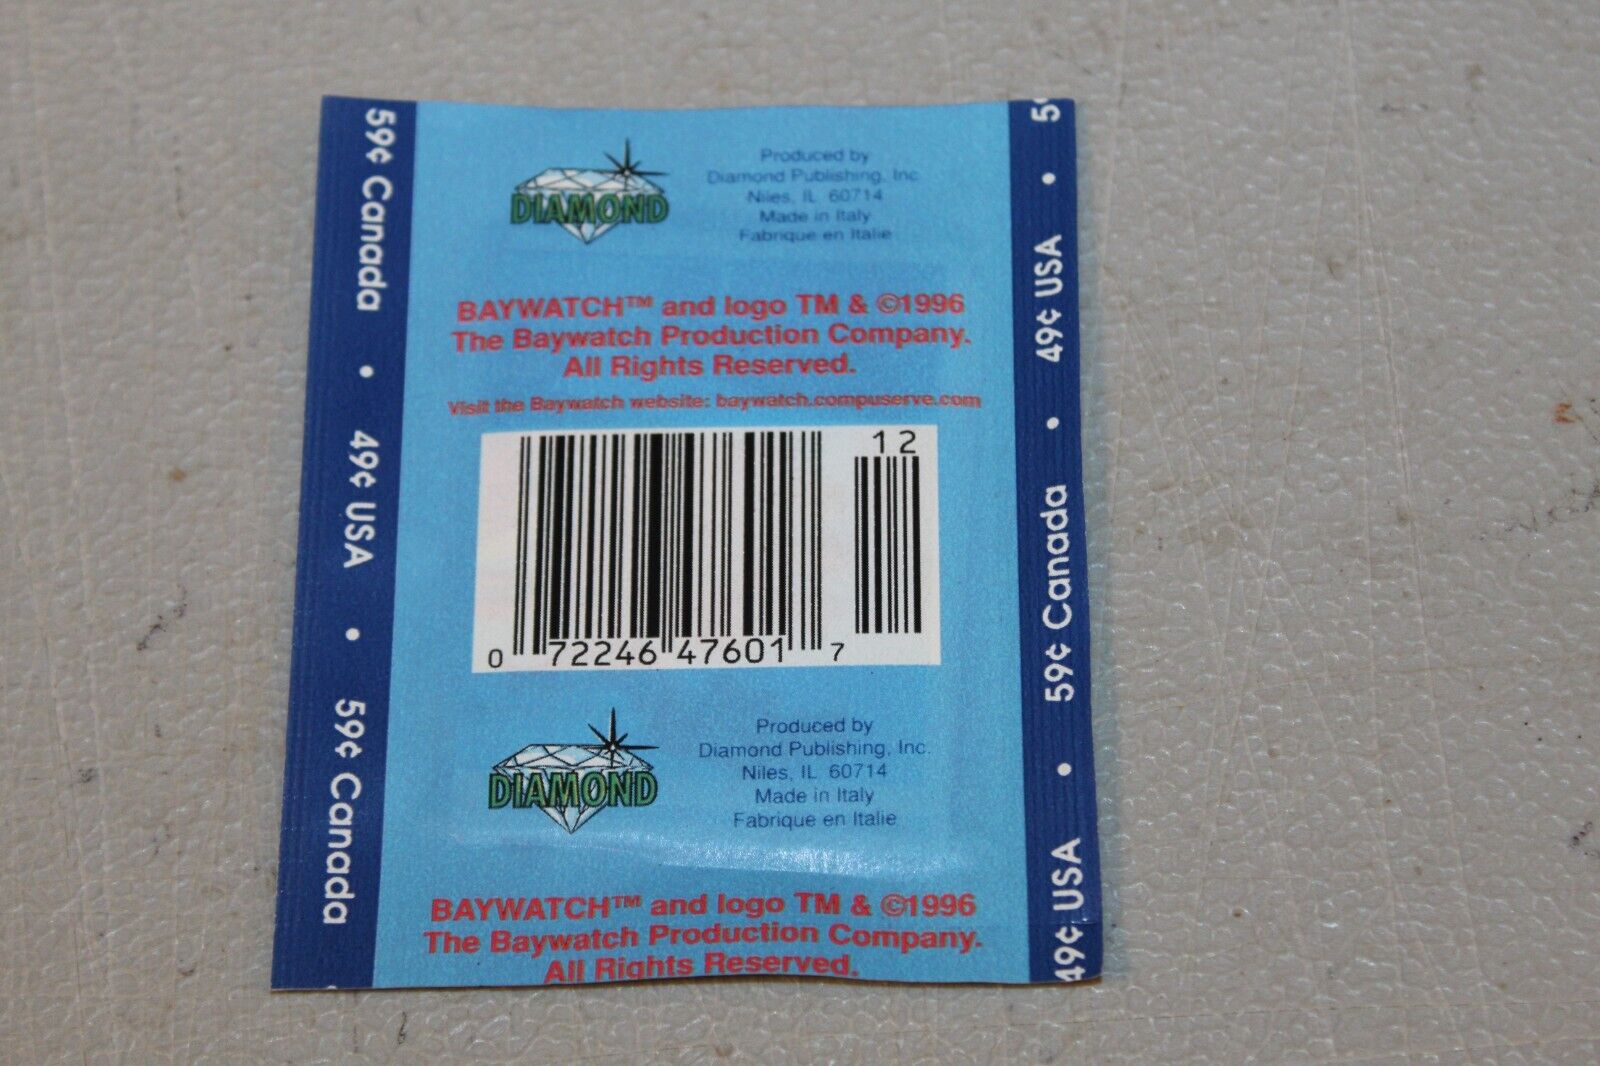 DIAMOND
Produced by
Diamond Publishing, Inc.
Niles, IL 60714
Made in Italy
Fabrique en Italie
BAYWATCH™ and logo TM & ©1996
The Baywatch Production Company.
All Rights Reserved.
Visit the Baywatch website: baywatch.compuserve.com
12
0 72246 47601 7
DIAMOND
Produced by
Diamond Publishing, Inc.
Niles, IL 60714
Made in Italy
Fabrique en Italie
BAYWATCH™ and logo TM & ©1996
The Baywatch Production Company.
All Rights Reserved.
59¢ Canada • 49¢ USA • 59¢ Canada
49¢ USA • 59¢ Canada • 49¢ USA • 59